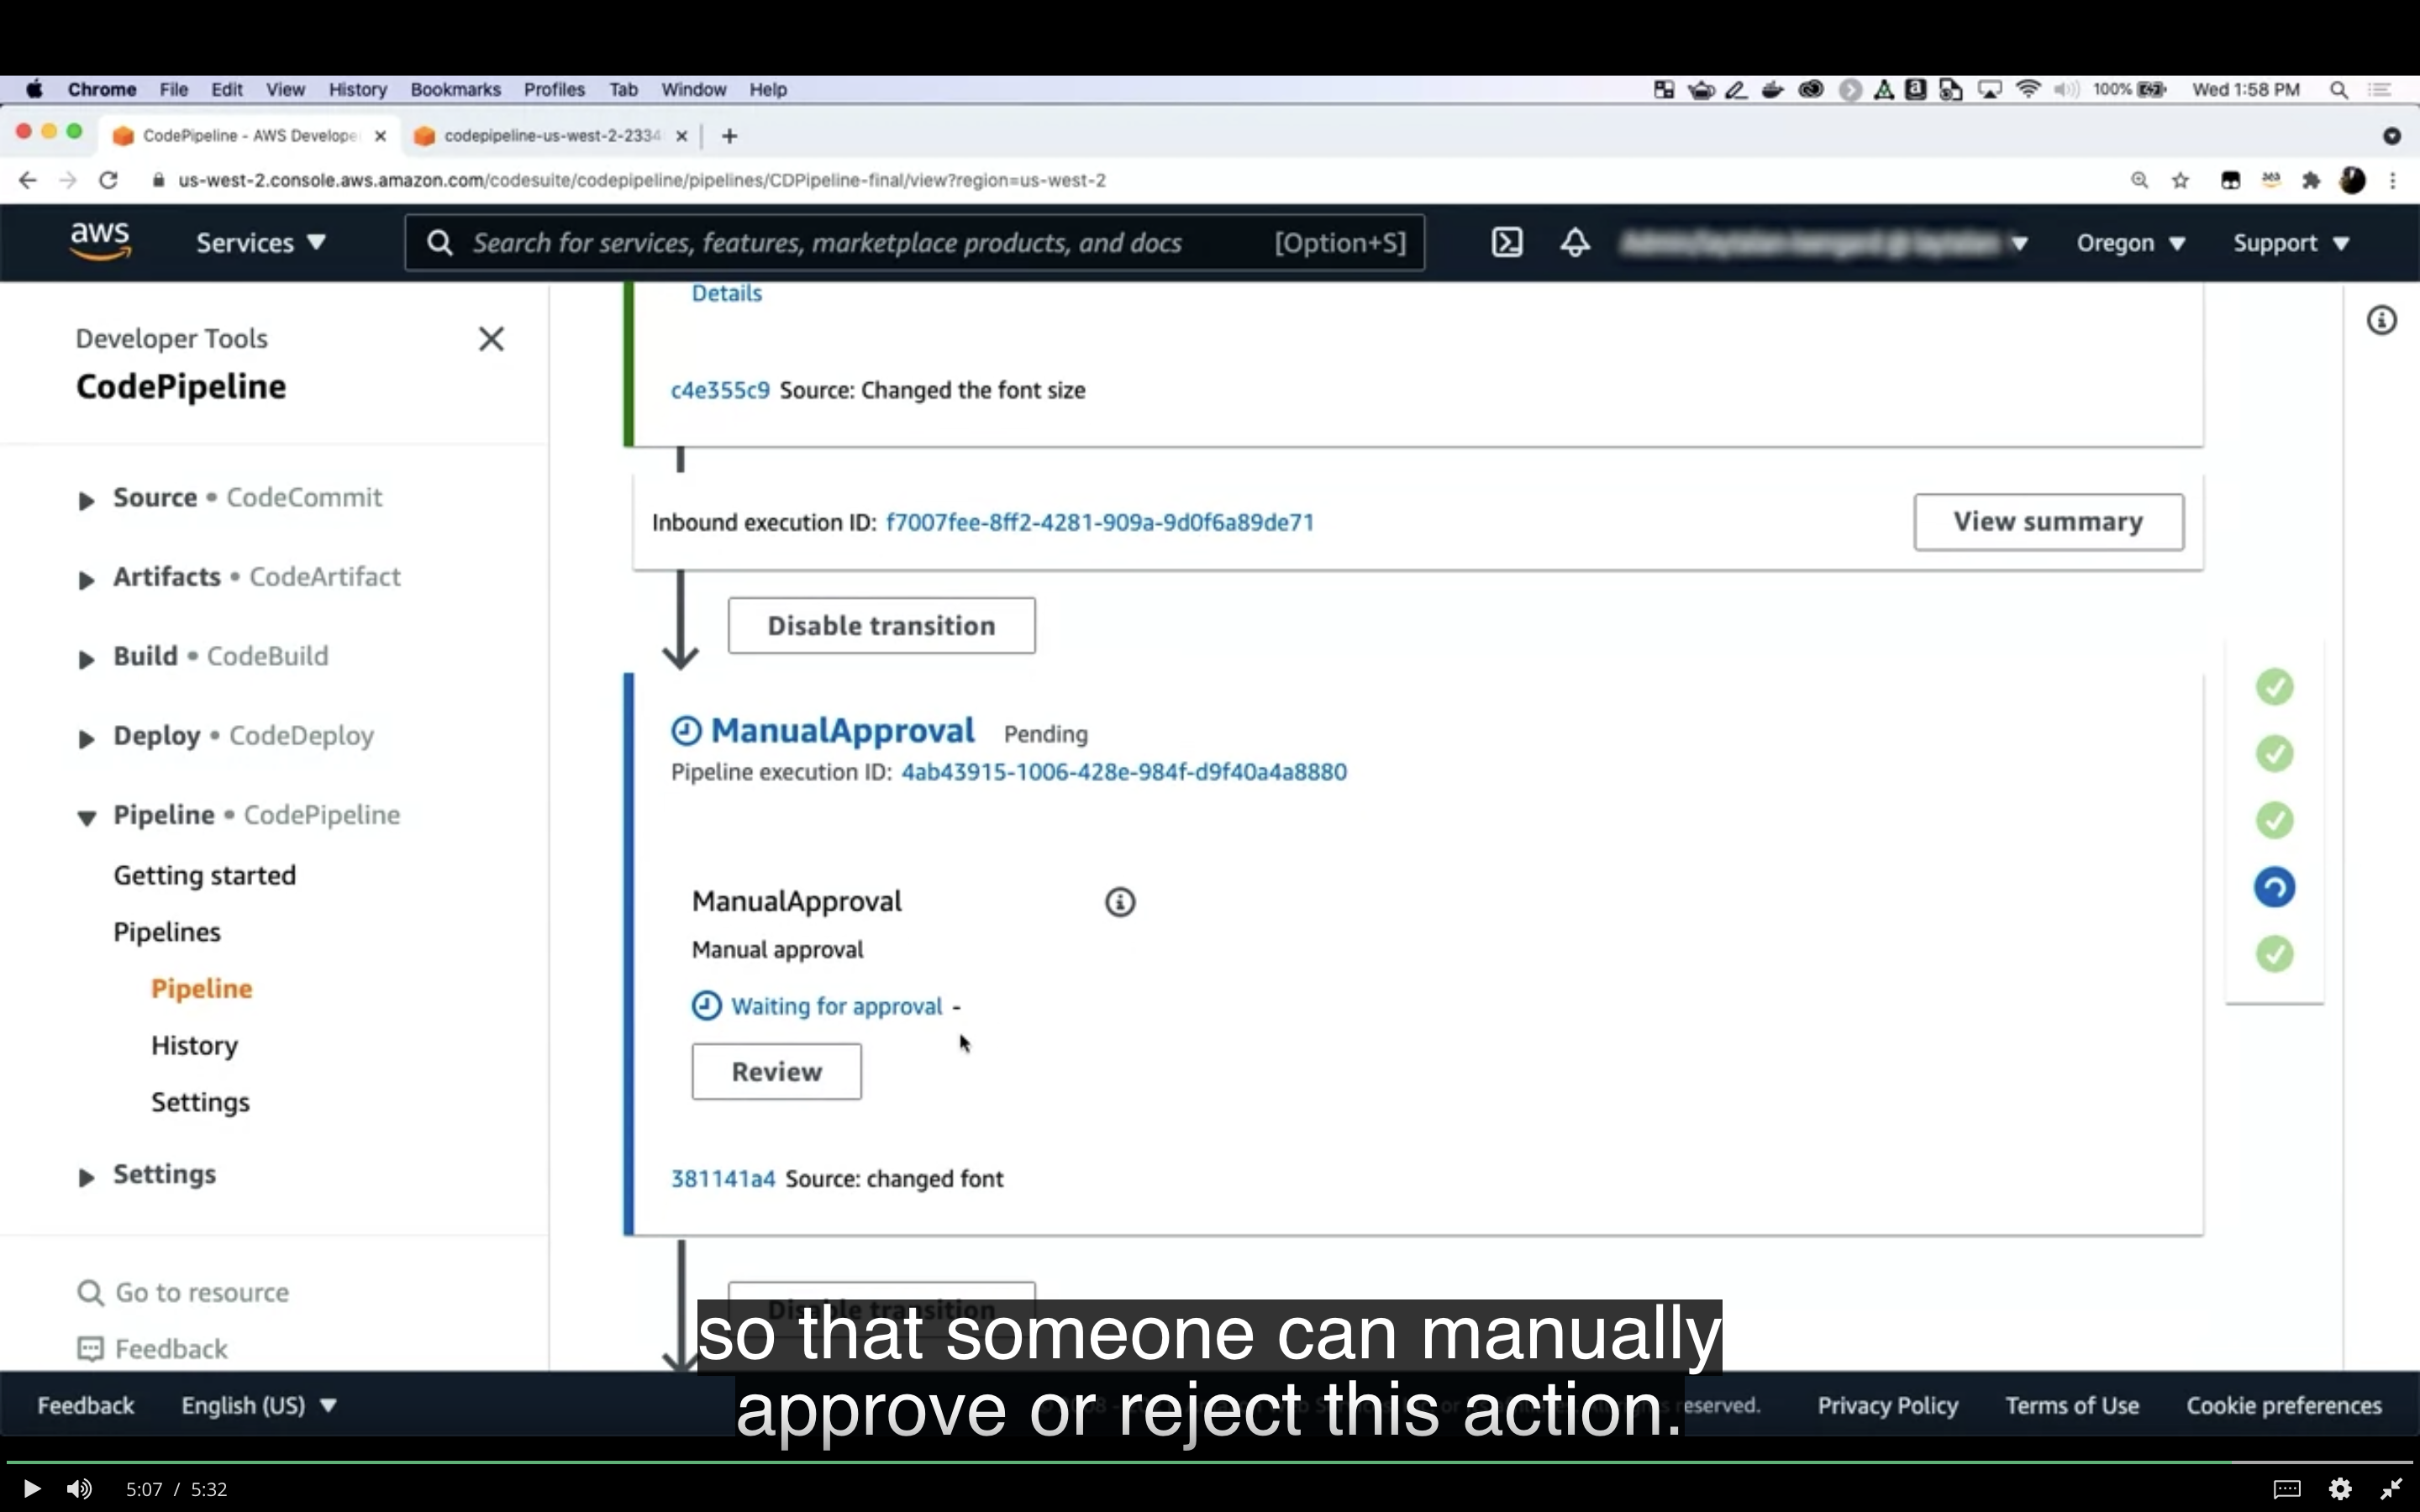 Chrome File Edit View History Bookmarks Profiles Tab Window Help 100% Wed 1:58 PM
CodePipeline - AWS Develope codepipeline-us-west-2-2334
us-west-2.console.aws.amazon.com/codesuite/codepipeline/pipelines/CDPipeline-final/view?region=us-west-2
aws Services Search for services, features, marketplace products, and docs [Option+S] Oregon Support
Developer Tools
CodePipeline
Source • CodeCommit
Artifacts • CodeArtifact
Build • CodeBuild
Deploy • CodeDeploy
Pipeline • CodePipeline
Getting started
Pipelines
Pipeline
History
Settings
Settings
Go to resource
Feedback
Details
c4e355c9 Source: Changed the font size
Inbound execution ID: f7007fee-8ff2-4281-909a-9d0f6a89de71 View summary
Disable transition
ManualApproval Pending
Pipeline execution ID: 4ab43915-1006-428e-984f-d9f40a4a8880
ManualApproval
Manual approval
Waiting for approval -
Review
381141a4 Source: changed font
Disable transition
so that someone can manually
approve or reject this action.
Feedback English (US) eserved. Privacy Policy Terms of Use Cookie preferences
5:07 / 5:32